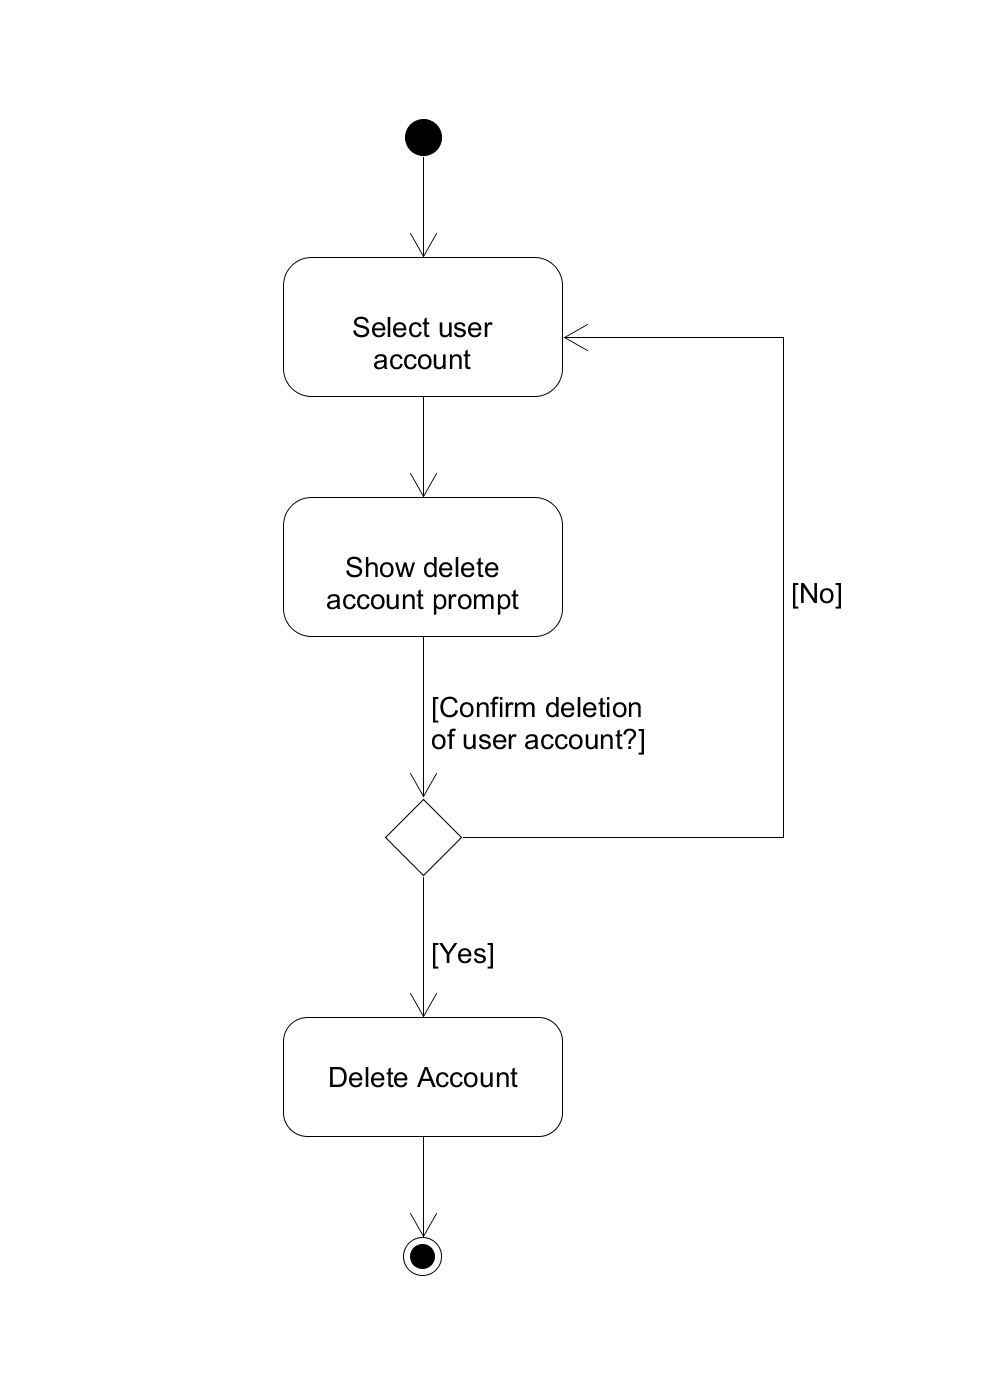 Select user
account
Show delete
account prompt
[No]
[Confirm deletion
of user account?]
[Yes]
Delete Account